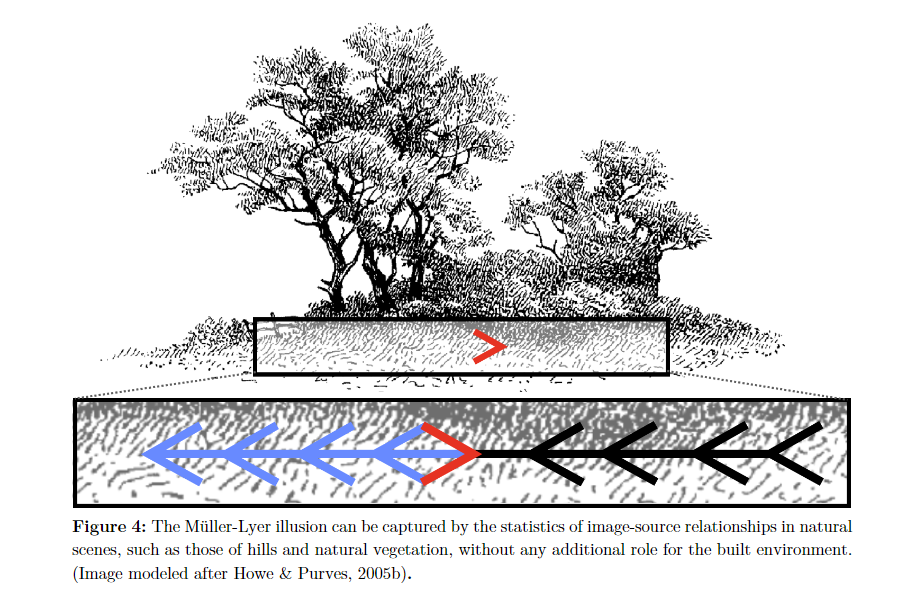 Figure 4: The Müller-Lyer illusion can be captured by the statistics of image-source relationships in natural
scenes, such as those of hills and natural vegetation, without any additional role for the built environment.
(Image modeled after Howe & Purves, 2005b).